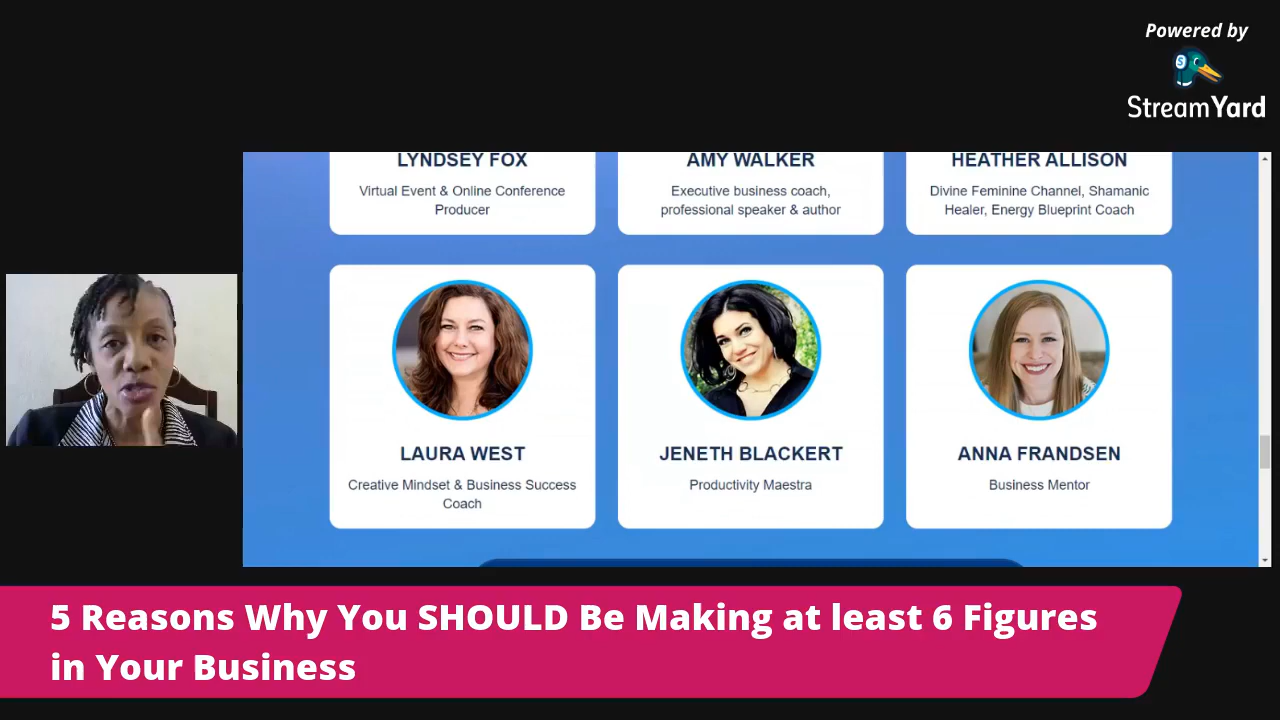 Powered by
StreamYard
LYNDSEY FOX
Virtual Event & Online Conference
Producer
AMY WALKER
Executive business coach,
professional speaker & author
HEATHER ALLISON
Divine Feminine Channel, Shamanic
Healer, Energy Blueprint Coach
LAURA WEST
Creative Mindset & Business Success
Coach
JENETH BLACKERT
Productivity Maestra
ANNA FRANDSEN
Business Mentor
5 Reasons Why You SHOULD Be Making at least 6 Figures
in Your Business